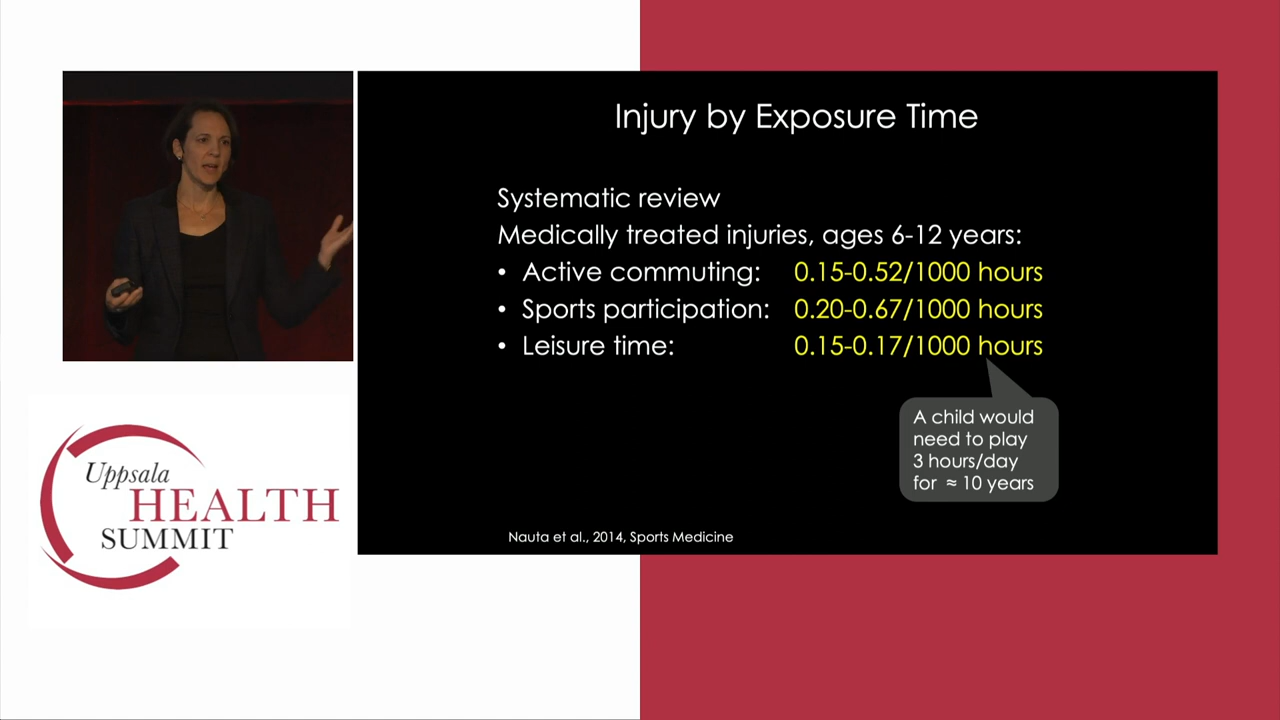 Injury by Exposure Time
Systematic review
Medically treated injuries, ages 6-12 years:
• Active commuting: 0.15-0.52/1000 hours
• Sports participation: 0.20-0.67/1000 hours
• Leisure time: 0.15-0.17/1000 hours
A child would
need to play
3 hours/day
for ≈ 10 years
Nauta et al., 2014, Sports Medicine
Uppsala
HEALTH
SUMMIT